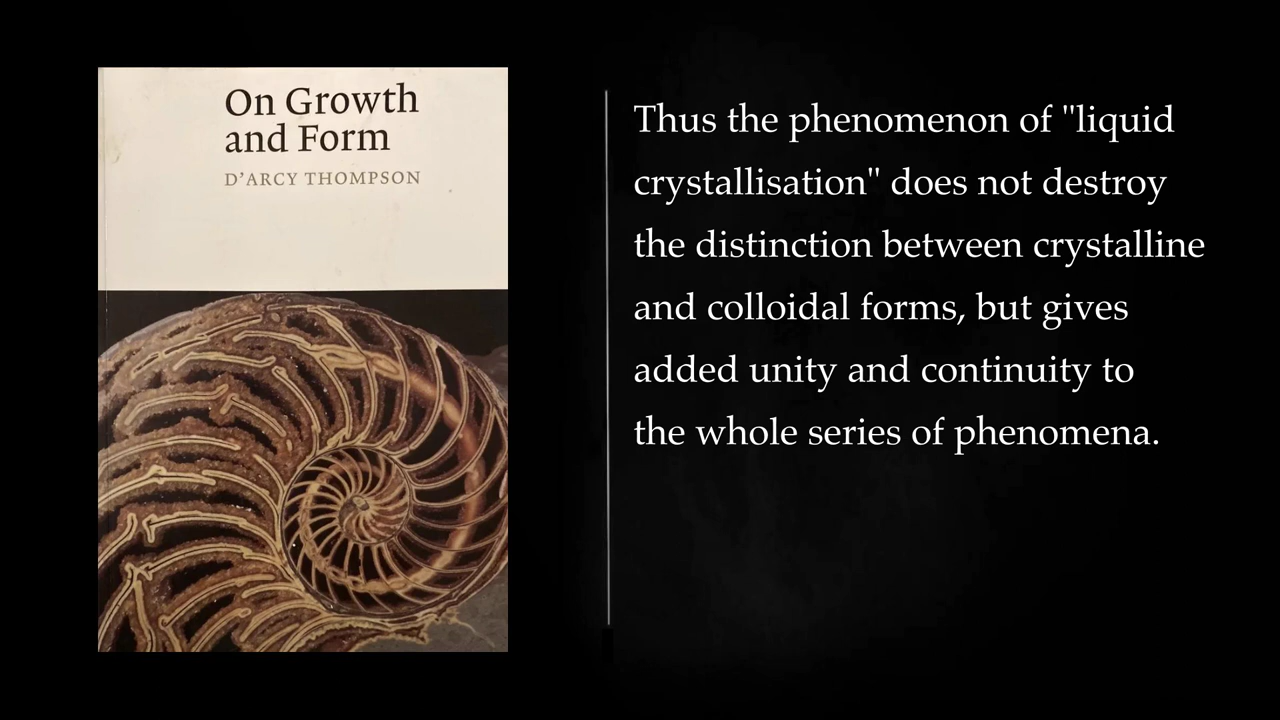 On Growth
and Form
D'ARCY THOMPSON
Thus the phenomenon of "liquid
crystallisation" does not destroy
the distinction between crystalline
and colloidal forms, but gives
added unity and continuity to
the whole series of phenomena.